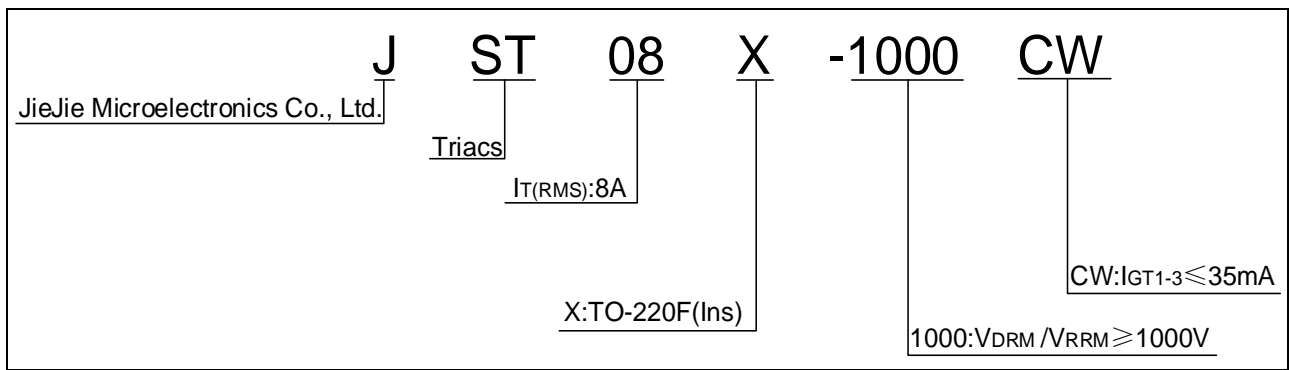 J ST 08 X -1000 CW
JieJie Microelectronics Co., Ltd.
Triacs
IT(RMS):8A
CW:IGT1-3≤35mA
X:TO-220F(Ins)
1000:VDRM /VRRM≥1000V